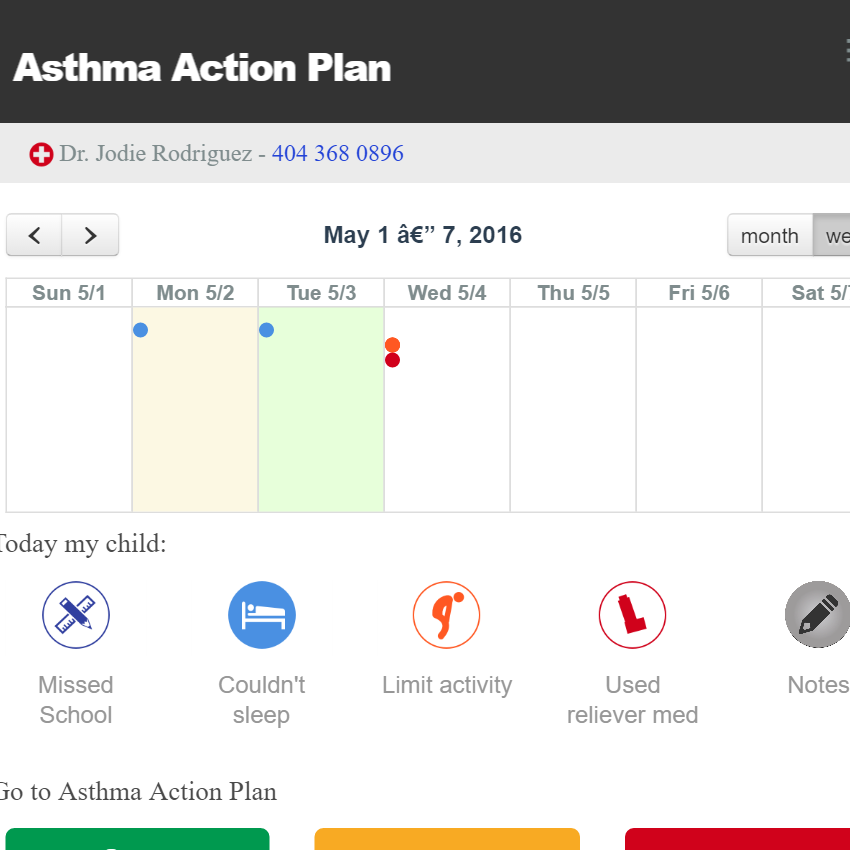 Asthma Action Plan
Dr. Jodie Rodriguez - 404 368 0896
May 1 â€” 7, 2016
month we
Sun 5/1 Mon 5/2 Tue 5/3 Wed 5/4 Thu 5/5 Fri 5/6 Sat 5/
Today my child:
Missed Couldn't Limit activity Used Notes
School sleep reliever med
Go to Asthma Action Plan